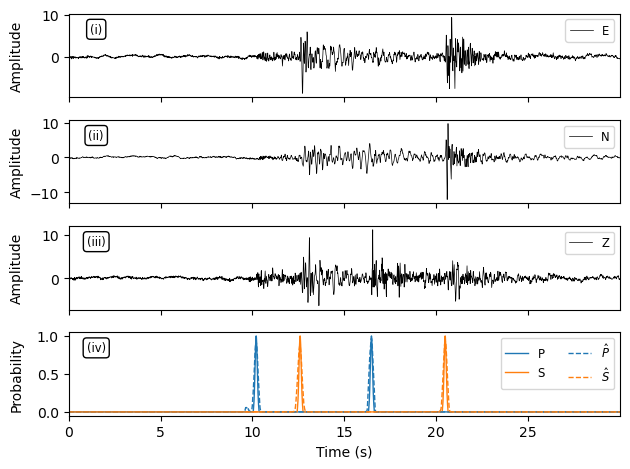 10
0
Amplitude
(i)
E
10
0
−10
Amplitude
(ii)
N
10
0
Amplitude
(iii)
Z
1.0
0.5
0.0
Probability
(iv)
P P̂
S Ŝ
0 5 10 15 20 25
Time (s)